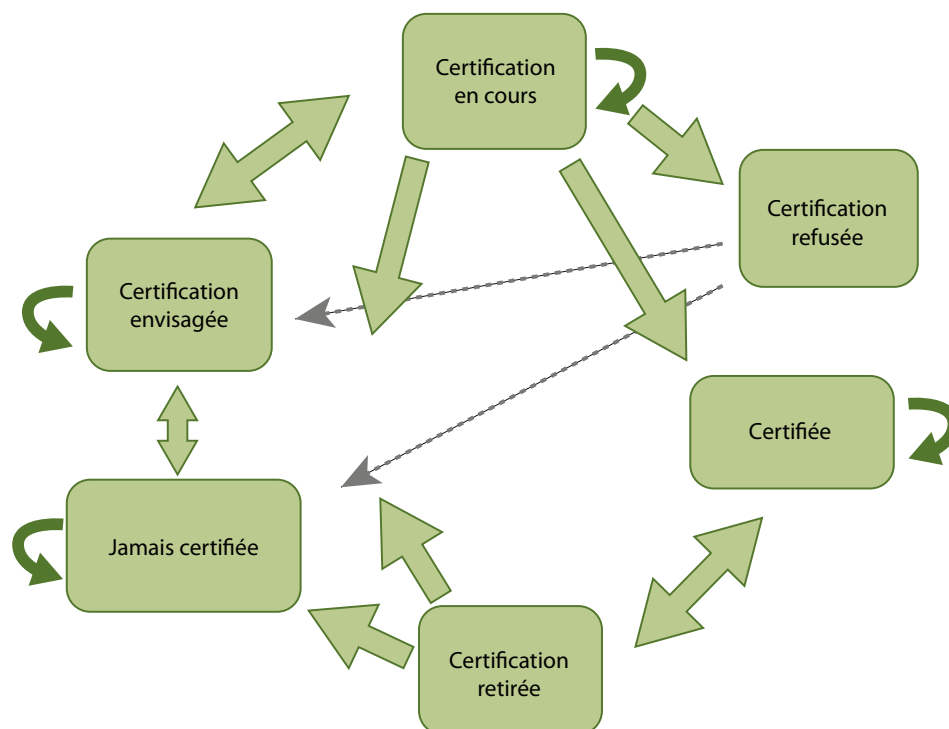 Certification
en cours
Certification
refusée
Certification
envisagée
Certifiée
Jamais certifiée
Certification
retirée